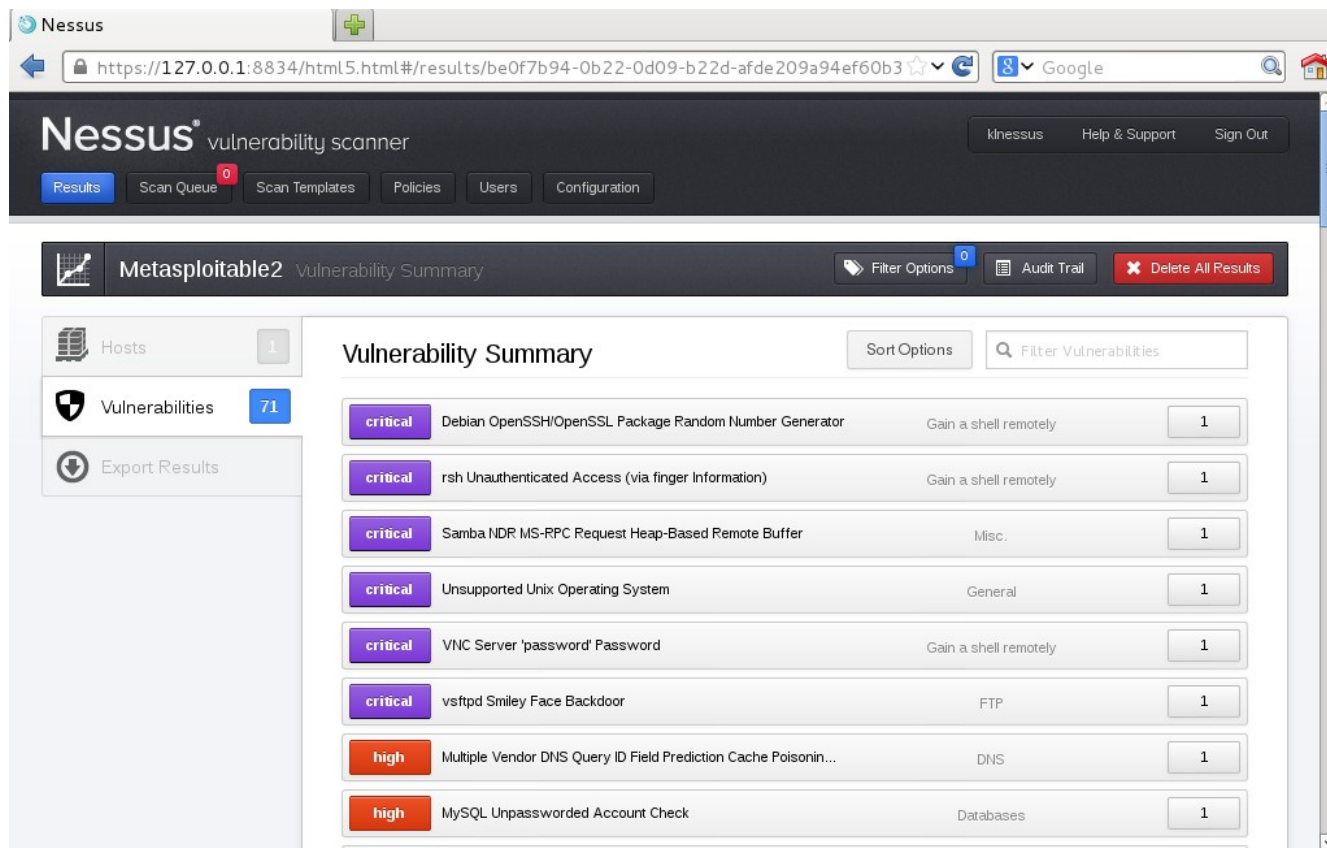 Nessus
https://127.0.0.1:8834/html5.html#/results/be0f7b94-0b22-0d09-b22d-afde209a94ef60b3
8 Google
Nessus® vulnerability scanner
klnessus Help & Support Sign Out
Results Scan Queue 0 Scan Templates Policies Users Configuration
Metasploitable2 Vulnerability Summary
Filter Options 0 Audit Trail Delete All Results
Hosts 1
Vulnerabilities 71
Export Results
Vulnerability Summary
Sort Options Filter Vulnerabilities
critical Debian OpenSSH/OpenSSL Package Random Number Generator Gain a shell remotely 1
critical rsh Unauthenticated Access (via finger Information) Gain a shell remotely 1
critical Samba NDR MS-RPC Request Heap-Based Remote Buffer Misc. 1
critical Unsupported Unix Operating System General 1
critical VNC Server 'password' Password Gain a shell remotely 1
critical vsftpd Smiley Face Backdoor FTP 1
high Multiple Vendor DNS Query ID Field Prediction Cache Poisonin... DNS 1
high MySQL Unpassworded Account Check Databases 1